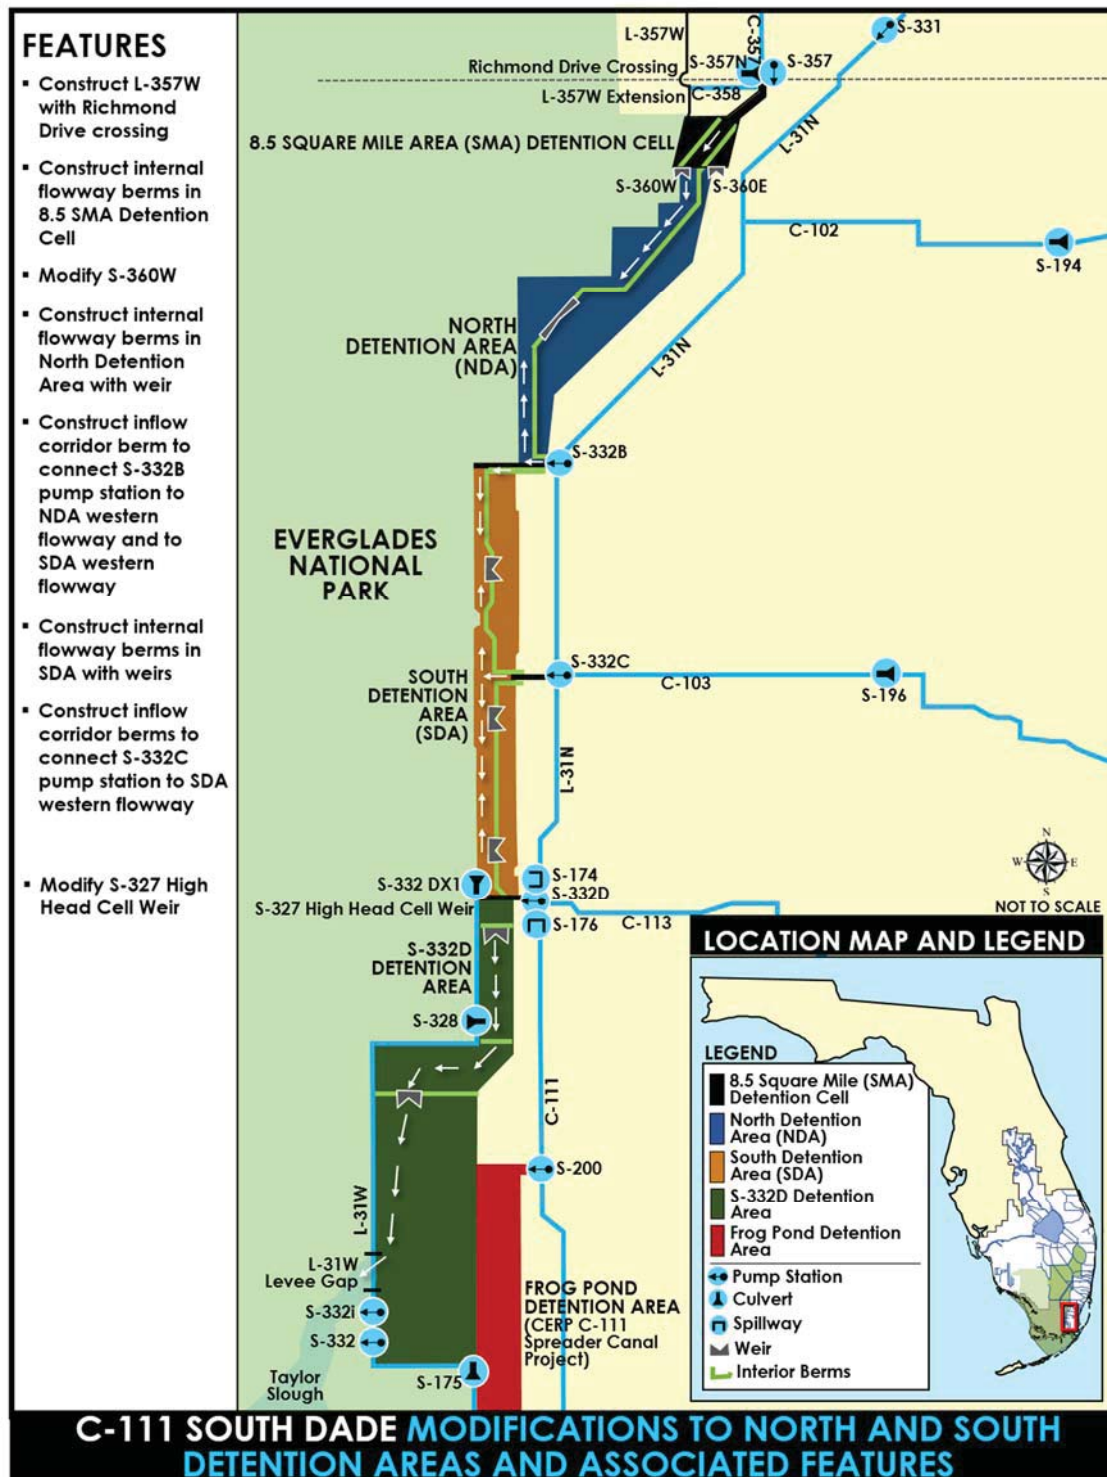 FEATURES
▪ Construct L-357W
with Richmond
Drive crossing
▪ Construct internal
flowway berms in
8.5 SMA Detention
Cell
▪ Modify S-360W
▪ Construct internal
flowway berms in
North Detention
Area with weir
▪ Construct inflow
corridor berm to
connect S-332B
pump station to
NDA western
flowway and to
SDA western
flowway
▪ Construct internal
flowway berms in
SDA with weirs
▪ Construct inflow
corridor berms to
connect S-332C
pump station to SDA
western flowway
▪ Modify S-327 High
Head Cell Weir
L-357W
C-357
S-331
Richmond Drive Crossing
S-357N
S-357
L-357W Extension
C-358
8.5 SQUARE MILE AREA (SMA) DETENTION CELL
L-31N
S-360W
S-360E
C-102
S-194
NORTH
DETENTION AREA
(NDA)
L-31N
S-332B
EVERGLADES
NATIONAL
PARK
S-332C
C-103
S-196
SOUTH
DETENTION
AREA
(SDA)
L-31N
S-332 DX1
S-174
S-332D
S-327 High Head Cell Weir
S-176
C-113
N
W
E
S
NOT TO SCALE
S-332D
DETENTION
AREA
S-328
C-111
S-200
L-31W
L-31W
Levee Gap
S-332i
S-332
Taylor
Slough
S-175
FROG POND
DETENTION AREA
(CERP C-111
Spreader Canal
Project)
LOCATION MAP AND LEGEND
LEGEND
8.5 Square Mile (SMA)
Detention Cell
North Detention
Area (NDA)
South Detention
Area (SDA)
S-332D Detention
Area
Frog Pond Detention
Area
Pump Station
Culvert
Spillway
Weir
Interior Berms
C-111 SOUTH DADE MODIFICATIONS TO NORTH AND SOUTH
DETENTION AREAS AND ASSOCIATED FEATURES